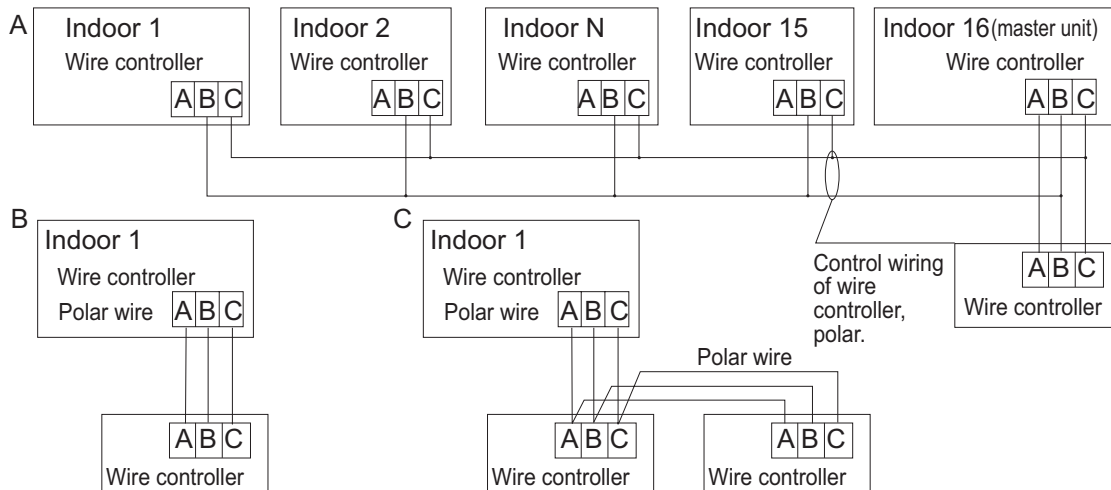 A
Indoor 1
Wire controller
A B C
Indoor 2
Wire controller
A B C
Indoor N
Wire controller
A B C
Indoor 15
Wire controller
A B C
Indoor 16 (master unit)
Wire controller
A B C
B
Indoor 1
Wire controller
Polar wire
A B C
A B C
Wire controller
C
Indoor 1
Wire controller
Polar wire
A B C
Polar wire
A B C
Wire controller
A B C
Wire controller
Control wiring
of wire
controller,
polar.
A B C
Wire controller